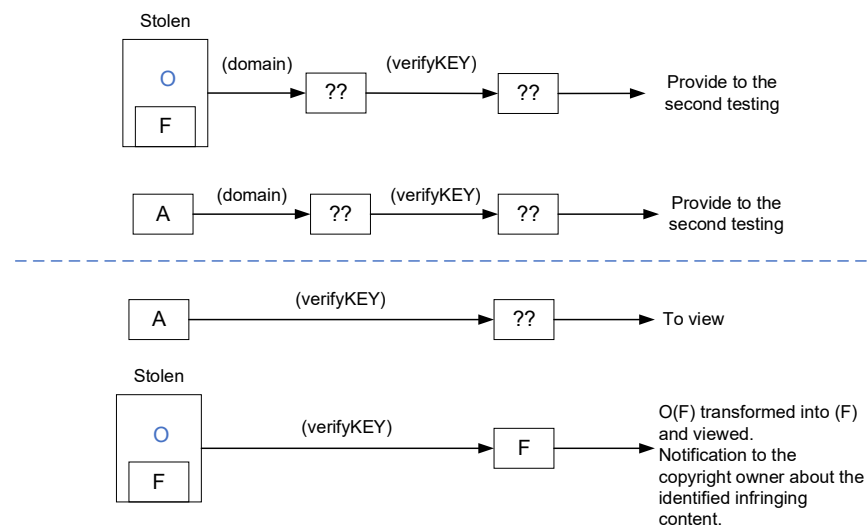 Stolen
O
F
(domain)
??
(verifyKEY)
??
Provide to the
second testing
A
(domain)
??
(verifyKEY)
??
Provide to the
second testing
A
(verifyKEY)
??
To view
Stolen
O
F
(verifyKEY)
F
O(F) transformed into (F)
and viewed.
Notification to the
copyright owner about the
identified infringing
content.